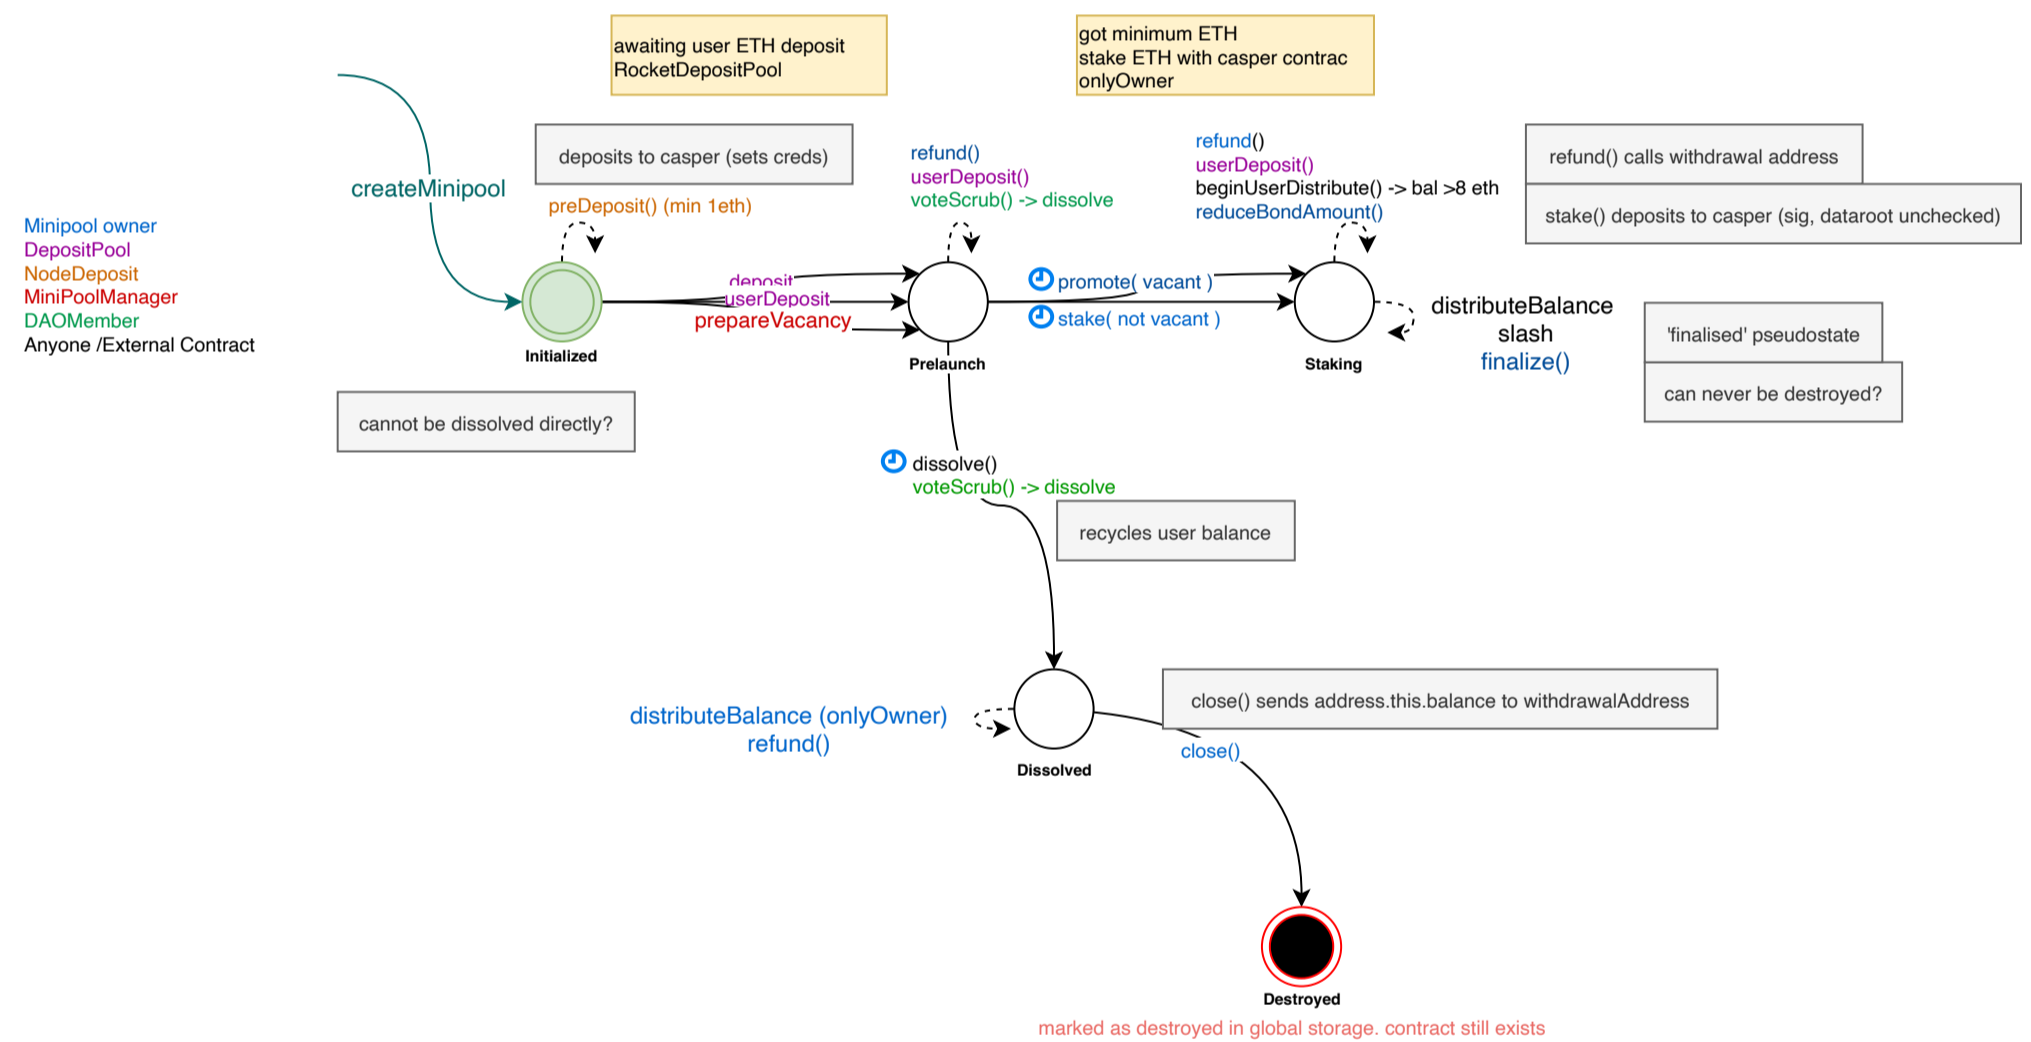 awaiting user ETH deposit
RocketDepositPool
got minimum ETH
stake ETH with casper contrac
onlyOwner
deposits to casper (sets creds)
preDeposit() (min 1eth)
refund()
userDeposit()
voteScrub() -> dissolve
refund()
userDeposit()
beginUserDistribute() -> bal >8 eth
reduceBondAmount()
refund() calls withdrawal address
stake() deposits to casper (sig, dataroot unchecked)
createMinipool
Minipool owner
DepositPool
NodeDeposit
MiniPoolManager
DAOMember
Anyone /External Contract
deposit
userDeposit
prepareVacancy
promote( vacant )
stake( not vacant )
Initialized
Prelaunch
Staking
distributeBalance
slash
finalize()
'finalised' pseudostate
can never be destroyed?
cannot be dissolved directly?
dissolve()
voteScrub() -> dissolve
recycles user balance
distributeBalance (onlyOwner)
refund()
Dissolved
close() sends address.this.balance to withdrawalAddress
close()
Destroyed
marked as destroyed in global storage. contract still exists